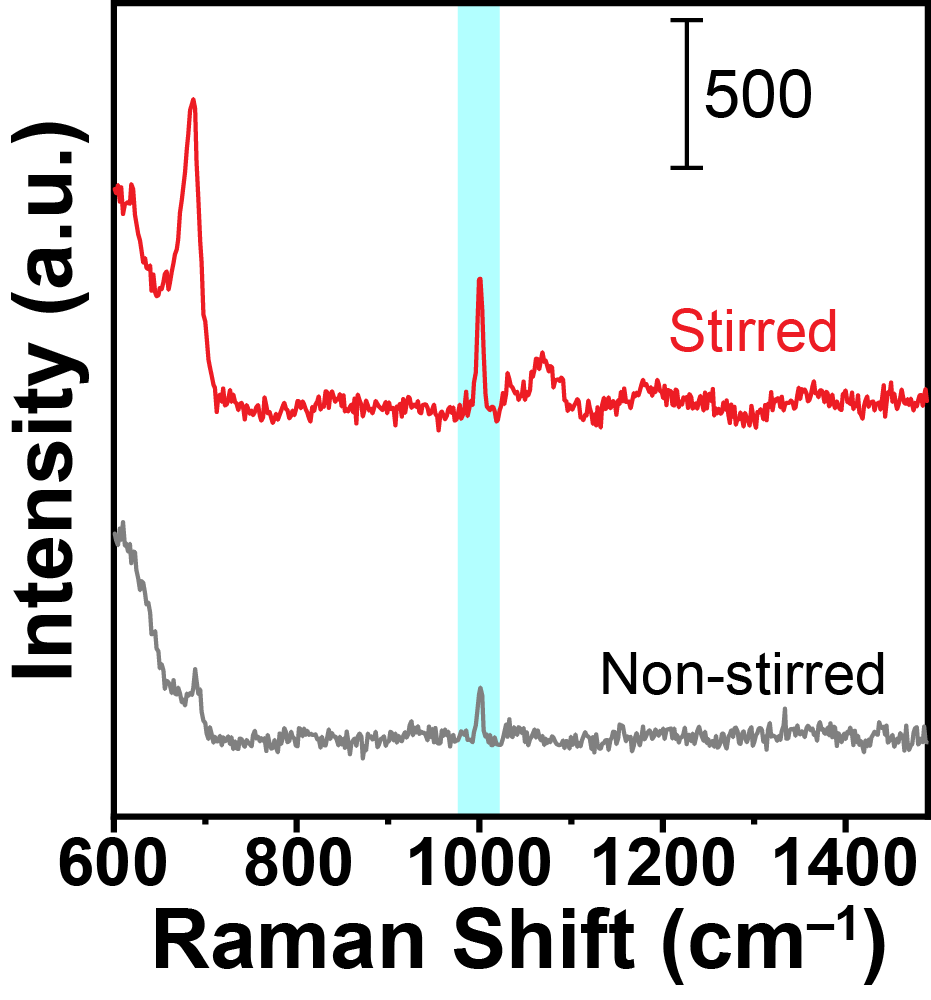 500
Stirred
Non-stirred
Intensity (a.u.)
600 800 1000 1200 1400
Raman Shift (cm⁻¹)